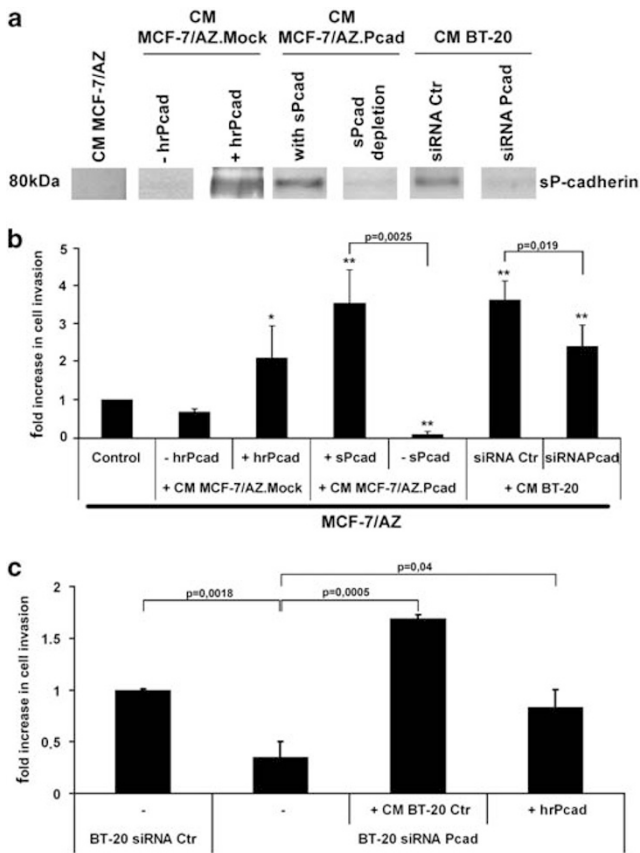 a
CM MCF-7/AZ
CM
MCF-7/AZ.Mock
- hrPcad
+ hrPcad
CM
MCF-7/AZ.Pcad
with sPcad
sPcad
depletion
CM BT-20
siRNA Ctr
siRNA Pcad
80kDa
sP-cadherin
b
fold increase in cell invasion
5
4
3
2
1
0
*
**
p=0,0025
**
**
p=0,019
**
Control
- hrPcad
+ hrPcad
+ sPcad
- sPcad
siRNA Ctr
siRNAPcad
+ CM MCF-7/AZ.Mock
+ CM MCF-7/AZ.Pcad
+ CM BT-20
MCF-7/AZ
c
fold increase in cell invasion
2
1.5
1
0,5
0
p=0,04
p=0,0018
p=0,0005
-
-
+ CM BT-20 Ctr
+ hrPcad
BT-20 siRNA Ctr
BT-20 siRNA Pcad